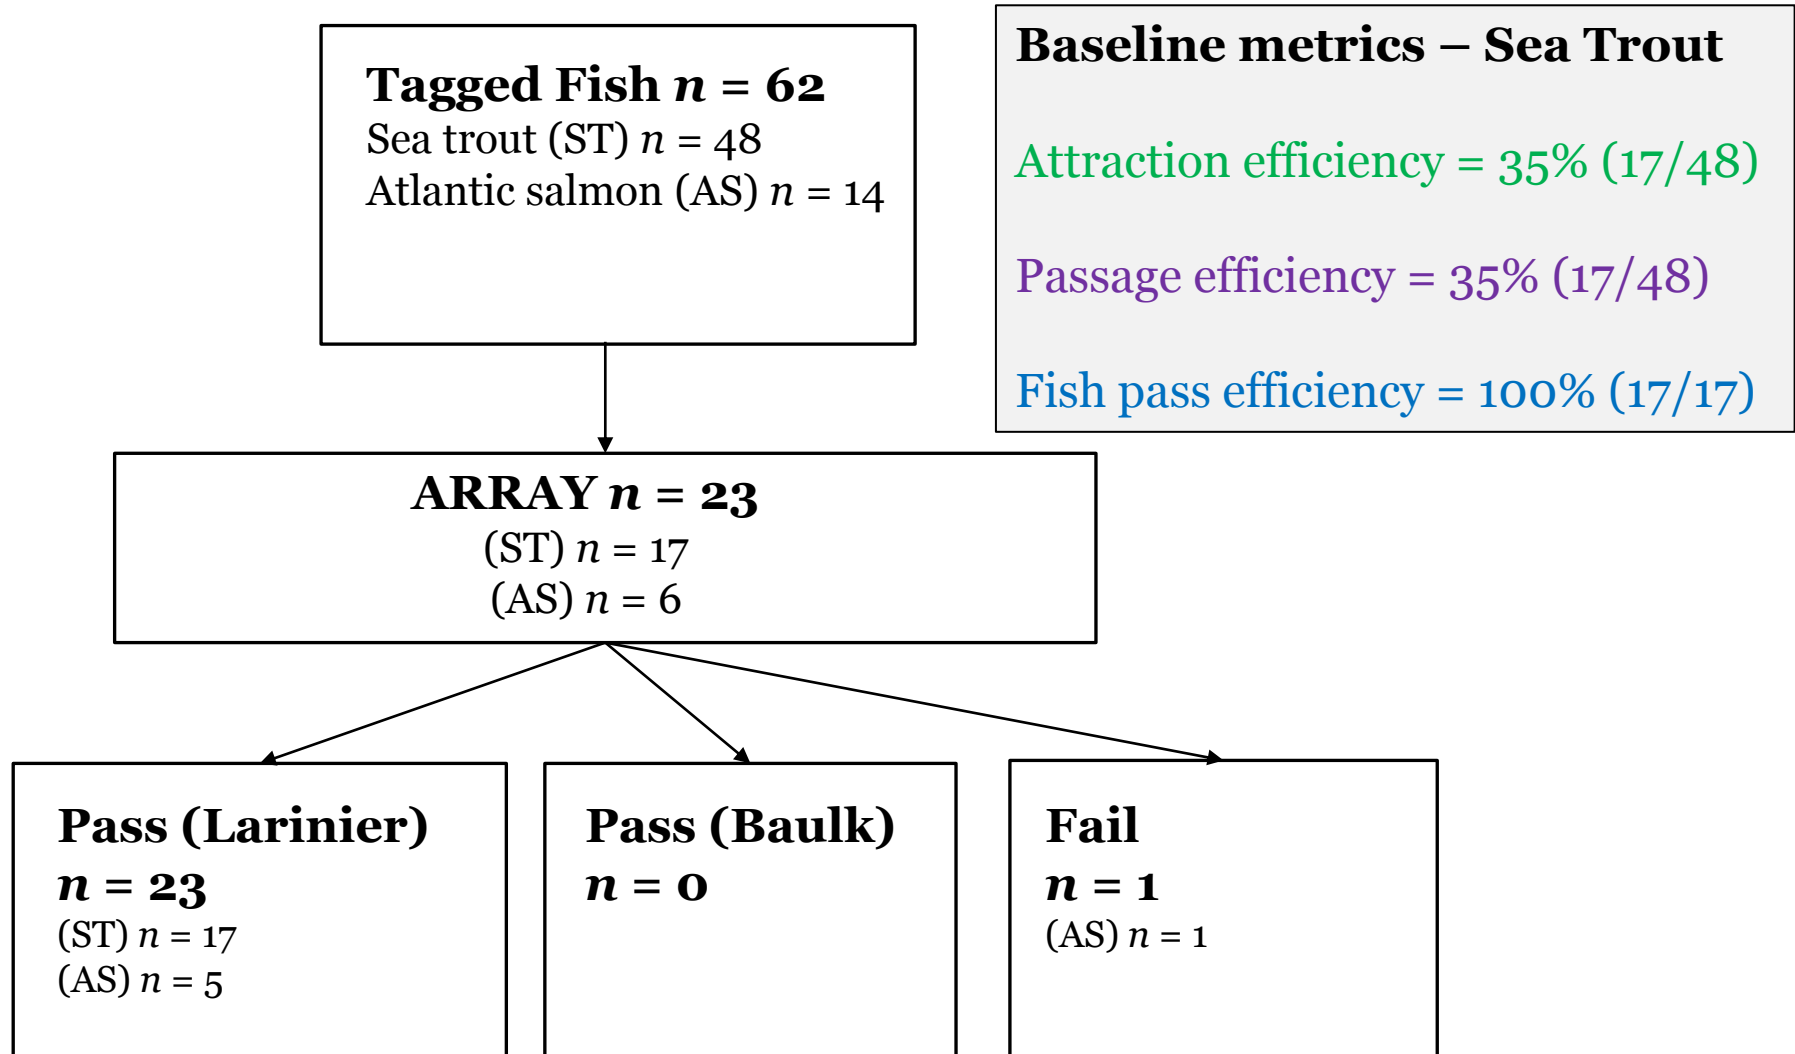 Tagged Fish n = 62
Sea trout (ST) n = 48
Atlantic salmon (AS) n = 14
Baseline metrics – Sea Trout
Attraction efficiency = 35% (17/48)
Passage efficiency = 35% (17/48)
Fish pass efficiency = 100% (17/17)
ARRAY n = 23
(ST) n = 17
(AS) n = 6
Pass (Larinier)
n = 23
(ST) n = 17
(AS) n = 5
Pass (Baulk)
n = 0
Fail
n = 1
(AS) n = 1